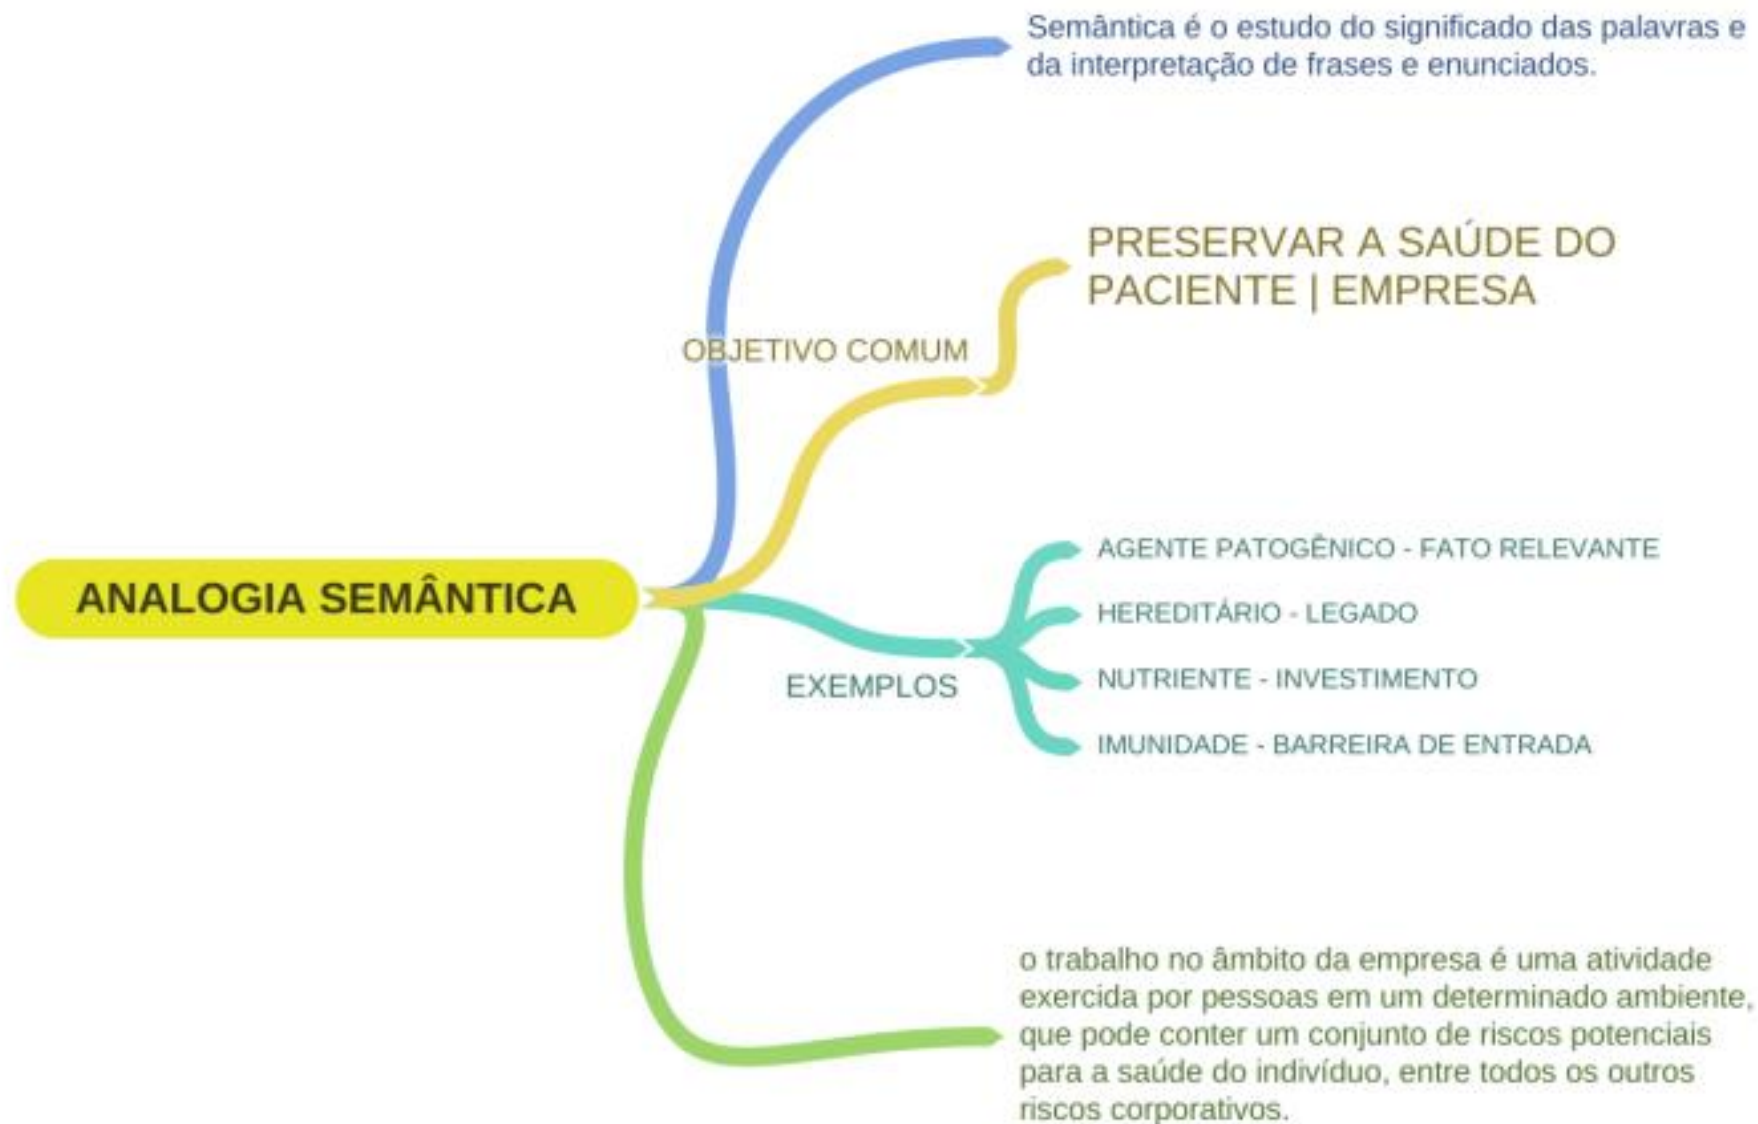 Semântica é o estudo do significado das palavras e
da interpretação de frases e enunciados.
PRESERVAR A SAÚDE DO
PACIENTE | EMPRESA
OBJETIVO COMUM
ANALOGIA SEMÂNTICA
AGENTE PATOGÊNICO - FATO RELEVANTE
HEREDITÁRIO - LEGADO
EXEMPLOS
NUTRIENTE - INVESTIMENTO
IMUNIDADE - BARREIRA DE ENTRADA
o trabalho no âmbito da empresa é uma atividade
exercida por pessoas em um determinado ambiente,
que pode conter um conjunto de riscos potenciais
para a saúde do indivíduo, entre todos os outros
riscos corporativos.